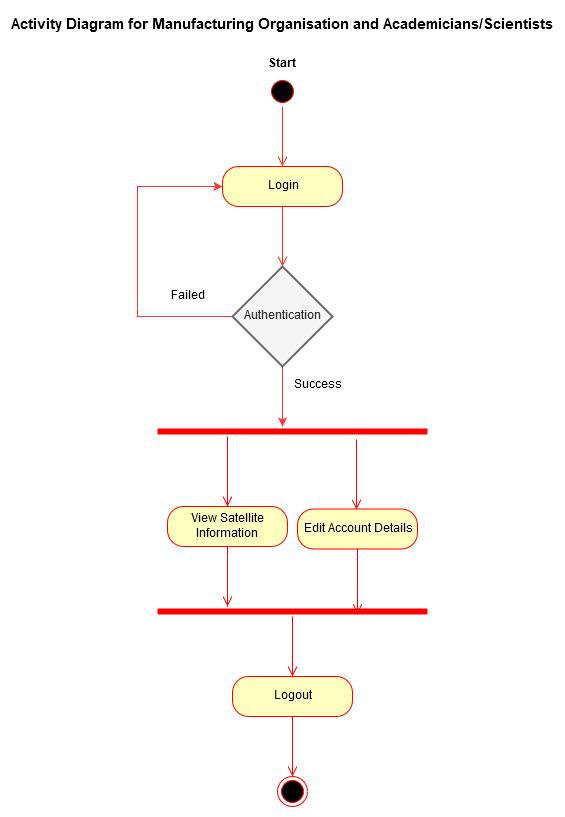 Activity Diagram for Manufacturing Organisation and Academicians/Scientists
Start
Login
Failed
Authentication
Success
View Satellite
Information
Edit Account Details
Logout